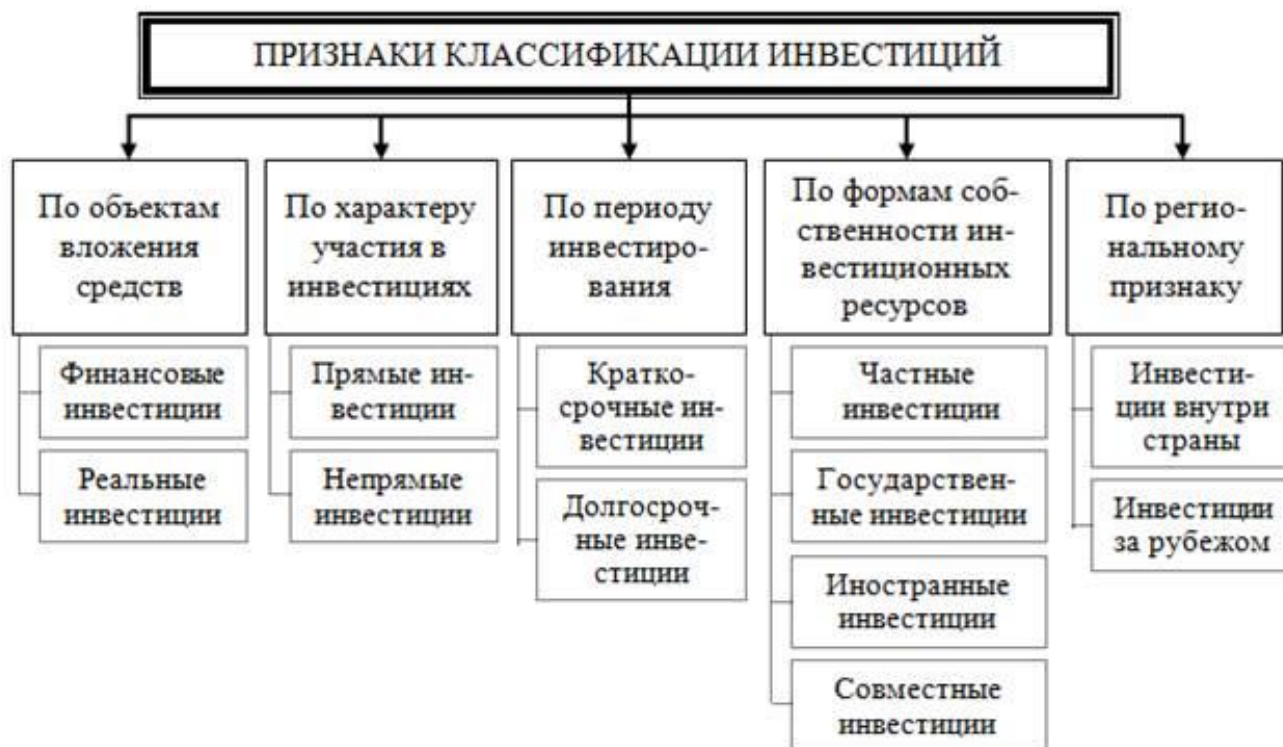 ПРИЗНАКИ КЛАССИФИКАЦИИ ИНВЕСТИЦИЙ
По объектам
вложения
средств
Финансовые
инвестиции
Реальные
инвестиции
По характеру
участия в
инвестициях
Прямые ин-
вестиции
Непрямые
инвестиции
По периоду
инвестиро-
вания
Кратко-
срочные ин-
вестиции
Долгосроч-
ные инве-
стиции
По формам соб-
ственности ин-
вестиционных
ресурсов
Частные
инвестиции
Государствен-
ные инвестиции
Иностранные
инвестиции
Совместные
инвестиции
По регио-
нальному
признаку
Инвести-
ции внутри
страны
Инвестиции
за рубежом